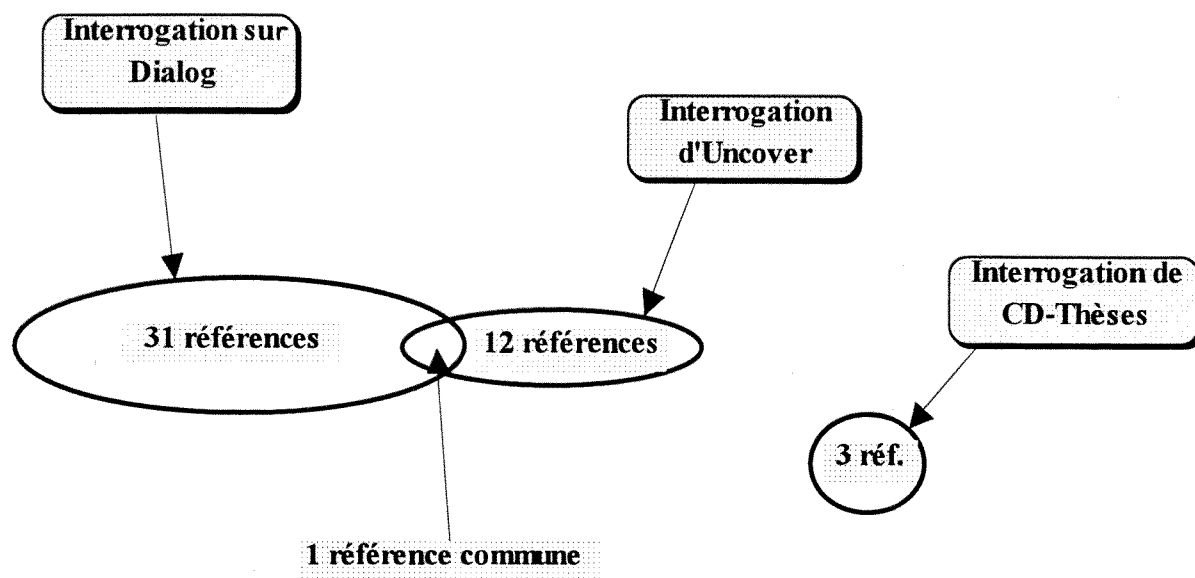 Interrogation sur
Dialog
Interrogation
d'Uncover
Interrogation de
CD-Thèses
31 références
12 références
3 réf.
1 référence commune